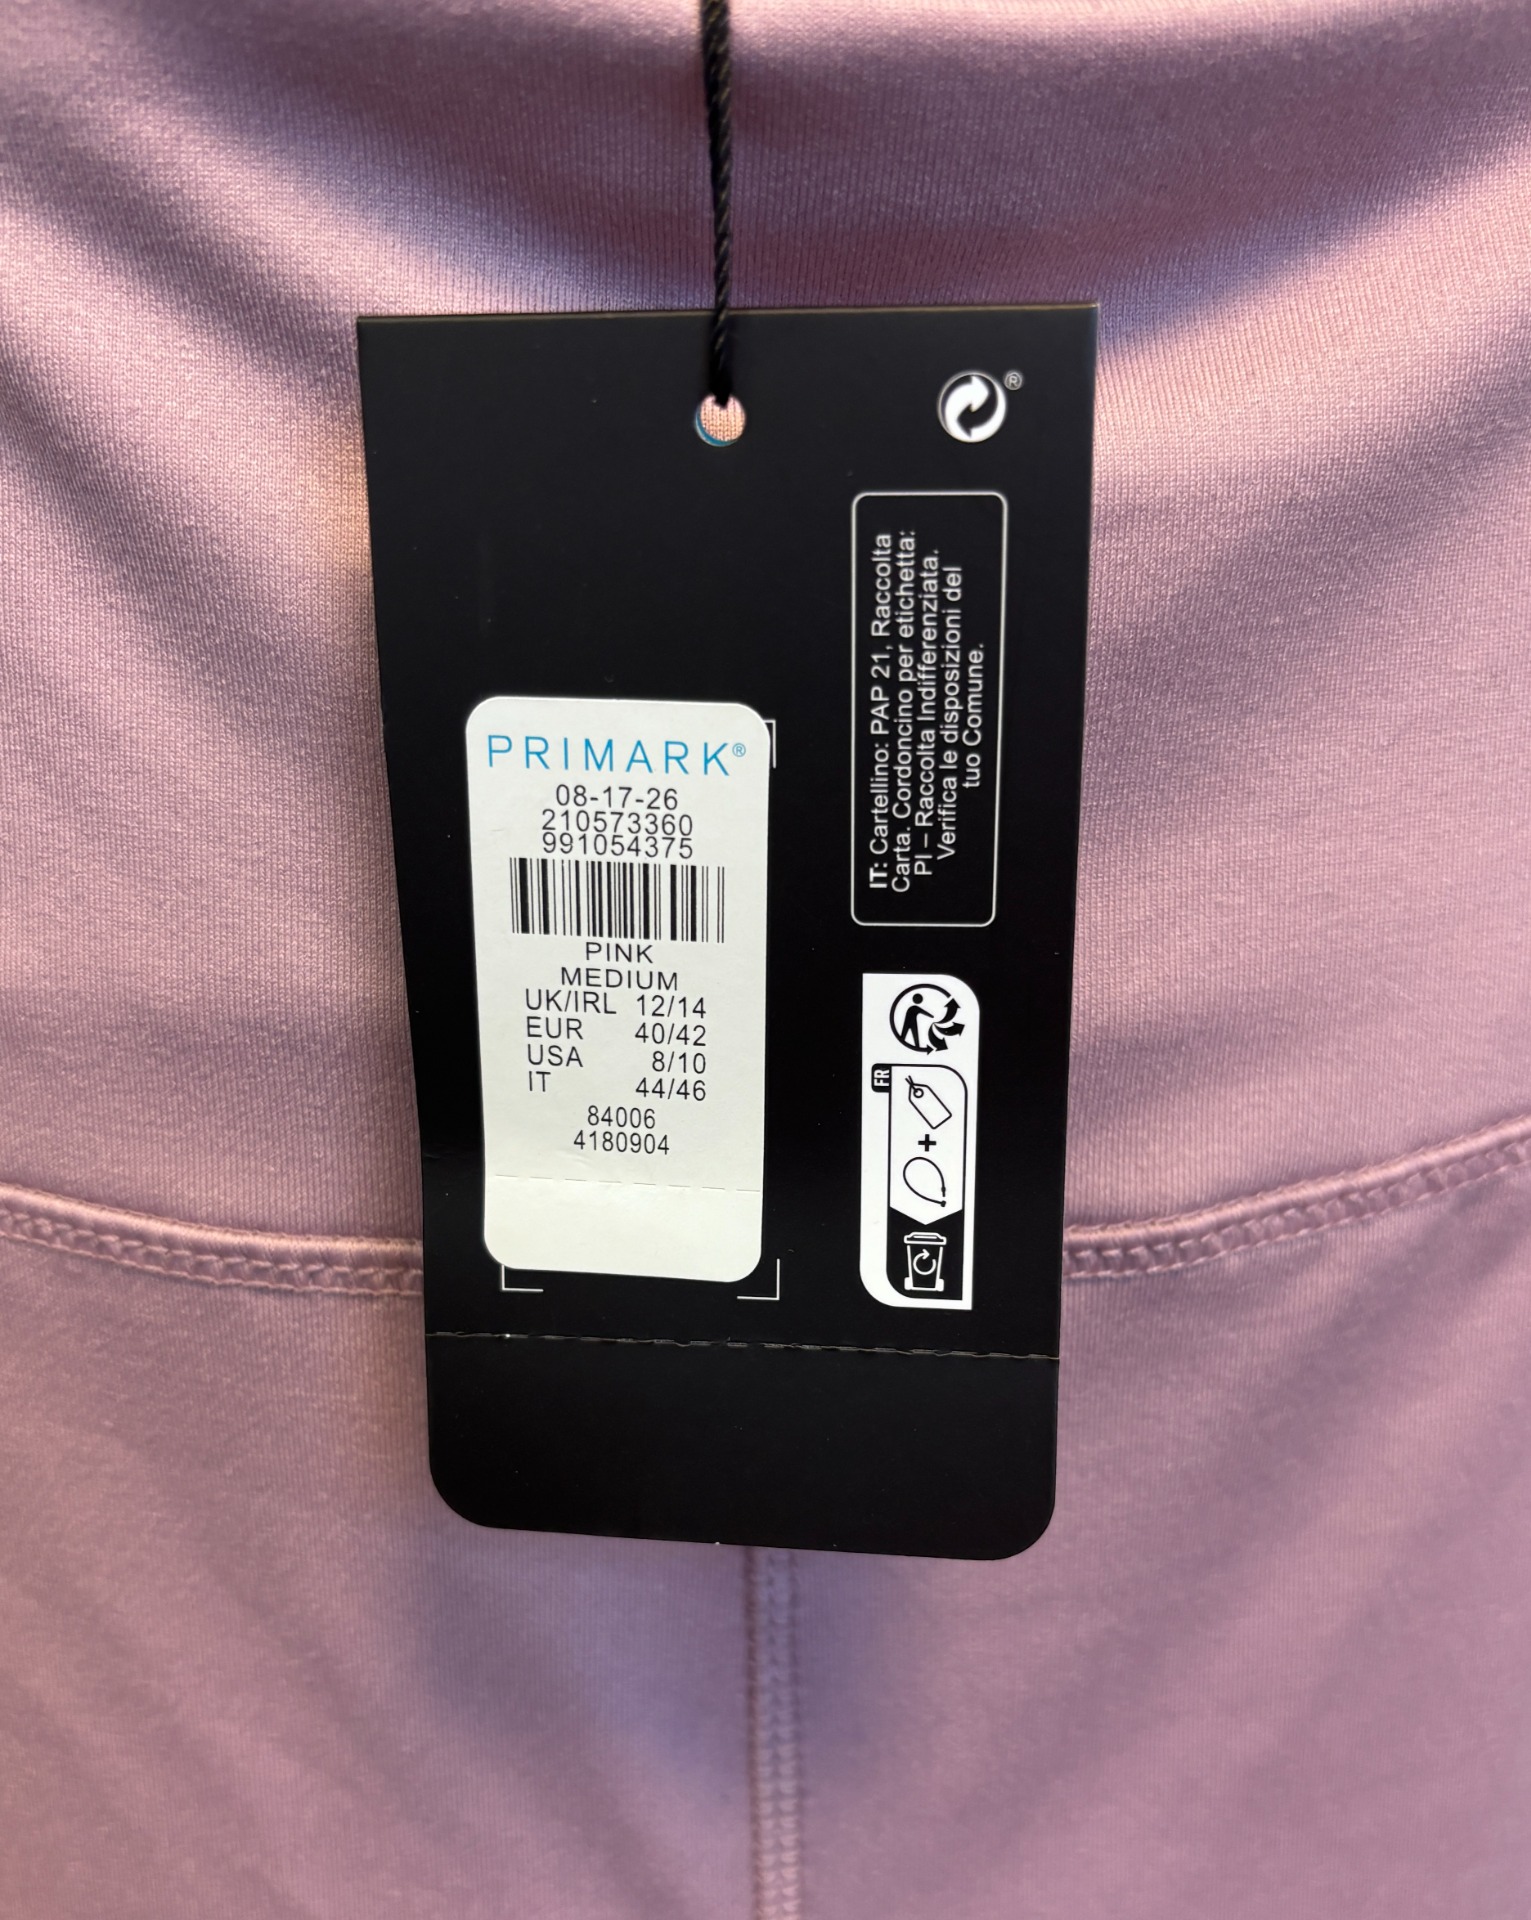 ®
IT: Cartellino: PAP 21, Raccolta
Carta. Cordoncino per etichetta:
PI – Raccolta Indifferenziata.
Verifica le disposizioni del
tuo Comune.
PRIMARK®
08-17-26
210573360
991054375
PINK
MEDIUM
UK/IRL 12/14
EUR 40/42
USA 8/10
IT 44/46
84006
4180904
FR
+